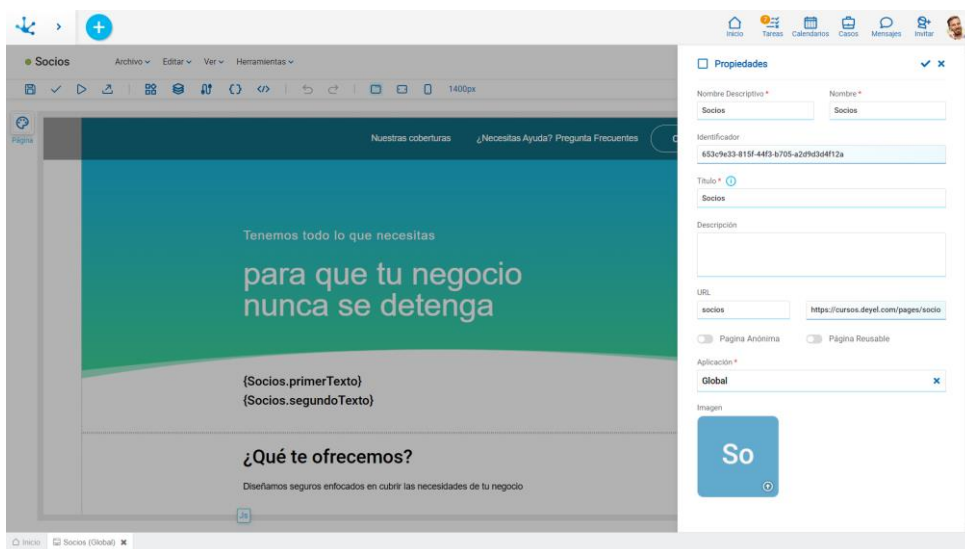 Inicio
7
Tareas
Calendarios
Casos
Mensajes
Invitar
Socios
Archivo
Editar
Ver
Herramientas
1400px
Página
Nuestras coberturas
¿Necesitas Ayuda? Pregunta Frecuentes
Tenemos todo lo que necesitas
para que tu negocio
nunca se detenga
{Socios.primerTexto}
{Socios.segundoTexto}
¿Qué te ofrecemos?
Diseñamos seguros enfocados en cubrir las necesidades de tu negocio
Js
Propiedades
Nombre Descriptivo *
Nombre *
Socios
Socios
Identificador
653c9e33-815f-44f3-b705-a2d9d3d4f12a
Título *
Socios
Descripción
URL
socios
https://cursos.deyel.com/pages/socio
Pagina Anónima
Página Reusable
Aplicación *
Global
Imagen
So
Inicio
Socios (Global)